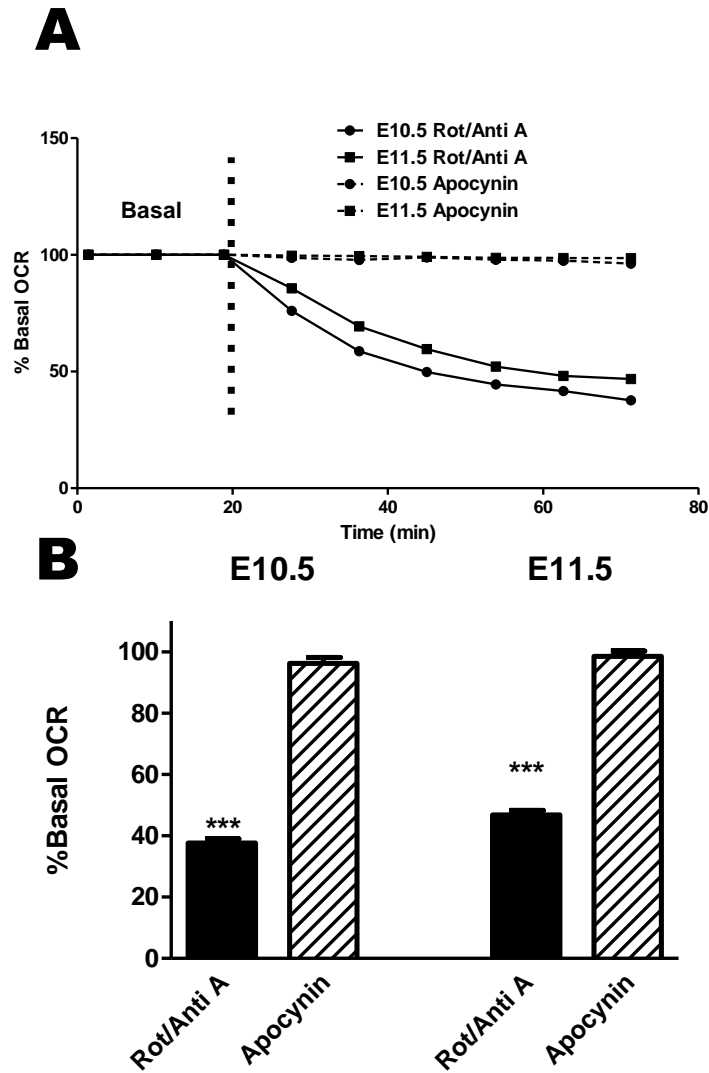 A
150
100
50
0
% Basal OCR
Basal
E10.5 Rot/Anti A
E11.5 Rot/Anti A
E10.5 Apocynin
E11.5 Apocynin
0 20 40 60 80
Time (min)
B
E10.5 E11.5
100
80
60
40
20
0
%Basal OCR
*** ***
Rot/Anti A Apocynin Rot/Anti A Apocynin